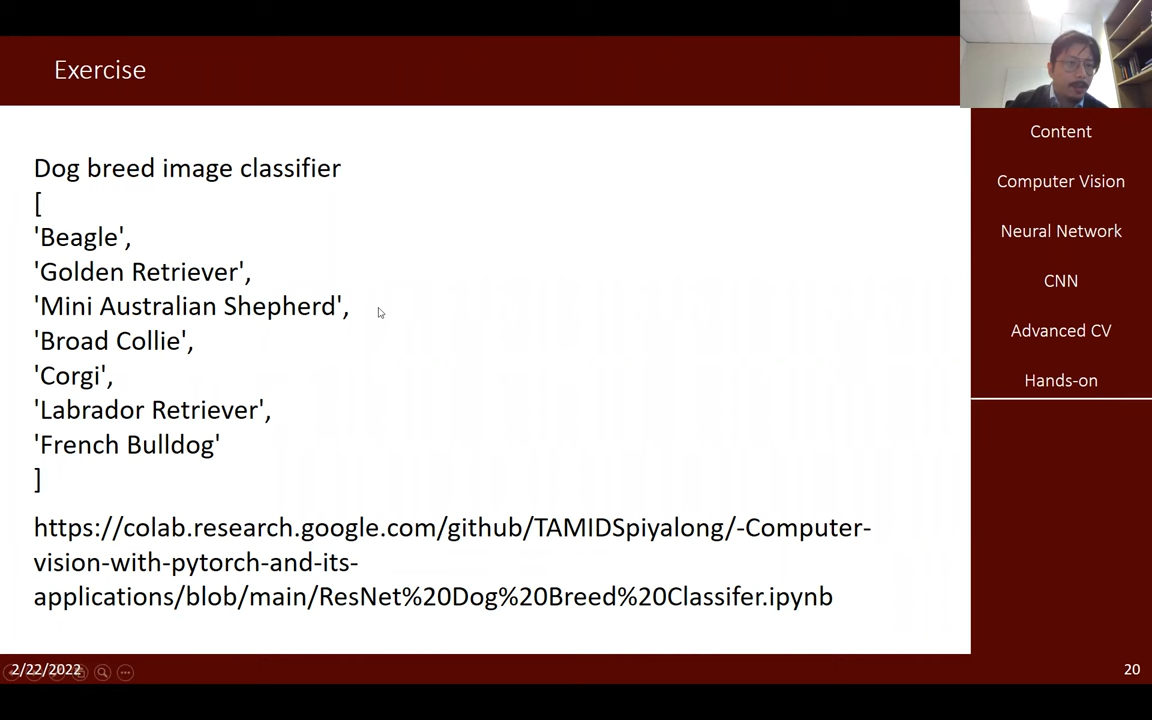 Exercise
Dog breed image classifier
[
'Beagle',
'Golden Retriever',
'Mini Australian Shepherd',
'Broad Collie',
'Corgi',
'Labrador Retriever',
'French Bulldog'
]
https://colab.research.google.com/github/TAMIDSpiyalong/-Computer-
vision-with-pytorch-and-its-
applications/blob/main/ResNet%20Dog%20Breed%20Classifer.ipynb
Content
Computer Vision
Neural Network
CNN
Advanced CV
Hands-on
2/22/2022
20